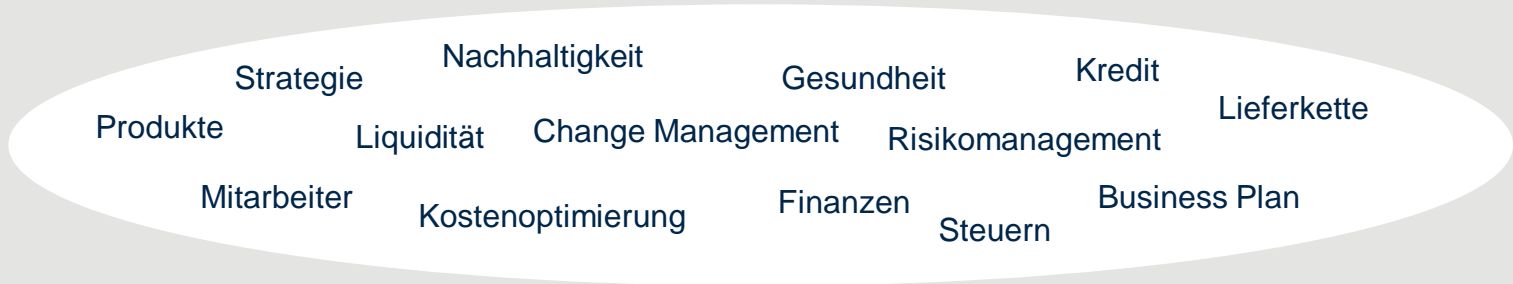 Nachhaltigkeit
Strategie
Gesundheit
Kredit
Lieferkette
Produkte
Liquidität
Change Management
Risikomanagement
Mitarbeiter
Kostenoptimierung
Finanzen
Business Plan
Steuern